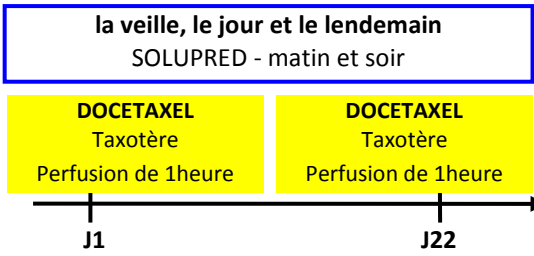 la veille, le jour et le lendemain
SOLUPRED - matin et soir
DOCETAXEL
Taxotère
Perfusion de 1heure
DOCETAXEL
Taxotère
Perfusion de 1heure
J1
J22